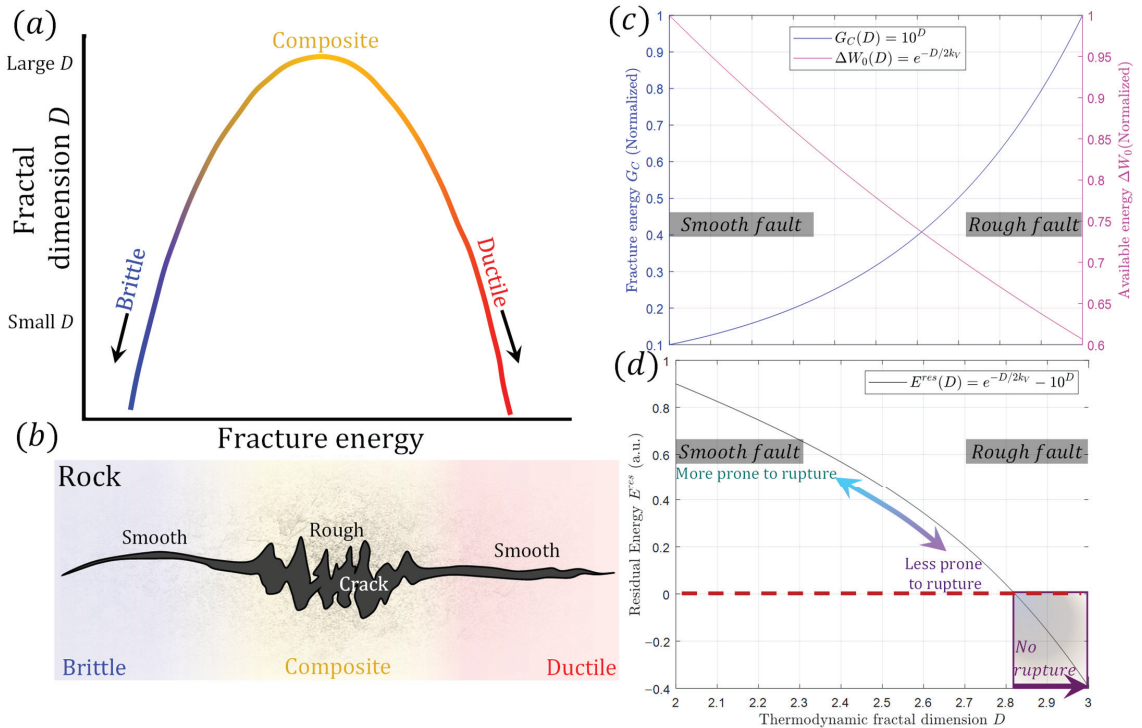 (a)
Composite
Large D
Fractal
dimension D
Brittle
Ductile
Small D
Fracture energy
(b)
Rock
Smooth
Rough
Smooth
Crack
Brittle
Composite
Ductile
(c)
1
0.9
0.8
0.7
0.6
0.5
0.4
0.3
0.2
0.1
Fracture energy G_C (Normalized)
G_C(D) = 10^D
ΔW_0(D) = e^{-D/2k_V}
Smooth fault
Rough fault
1
0.95
0.9
0.85
0.8
0.75
0.7
0.65
0.6
Available energy ΔW_0(Normalized)
(d)
1
0.8
0.6
0.4
0.2
0
-0.2
-0.4
Residual Energy E^{res} (a.u.)
E^{res}(D) = e^{-D/2k_V} - 10^D
Smooth fault
Rough fault
More prone to rupture
Less prone
to rupture
No
rupture
2
2.1
2.2
2.3
2.4
2.5
2.6
2.7
2.8
2.9
3
Thermodynamic fractal dimension D